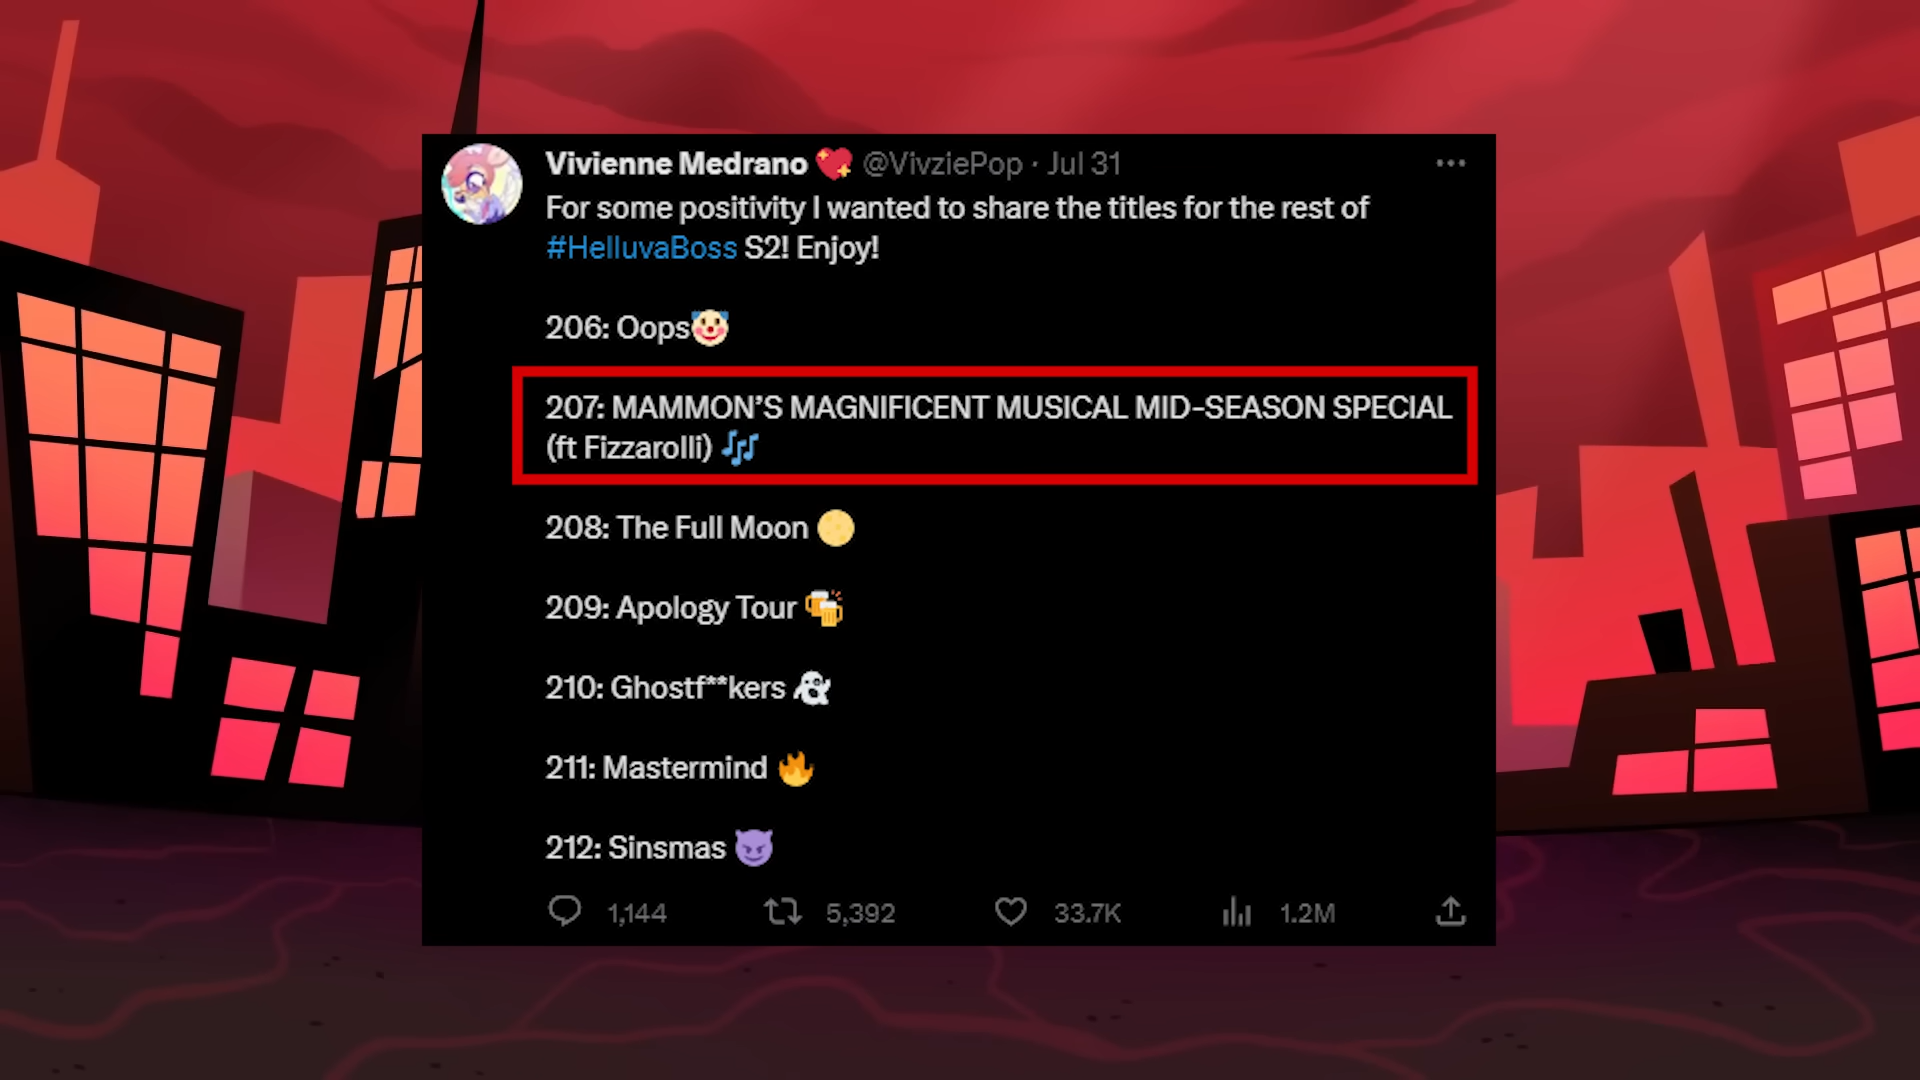 Vivienne Medrano 💖 @VivziePop · Jul 31
For some positivity I wanted to share the titles for the rest of
#HelluvaBoss S2! Enjoy!
206: Oops🤡
207: MAMMON'S MAGNIFICENT MUSICAL MID-SEASON SPECIAL
(ft Fizzarolli) 🎶
208: The Full Moon 🌕
209: Apology Tour 🍻
210: Ghostf**kers 👻
211: Mastermind 🔥
212: Sinsmas 😈
1,144 5,392 33.7K 1.2M